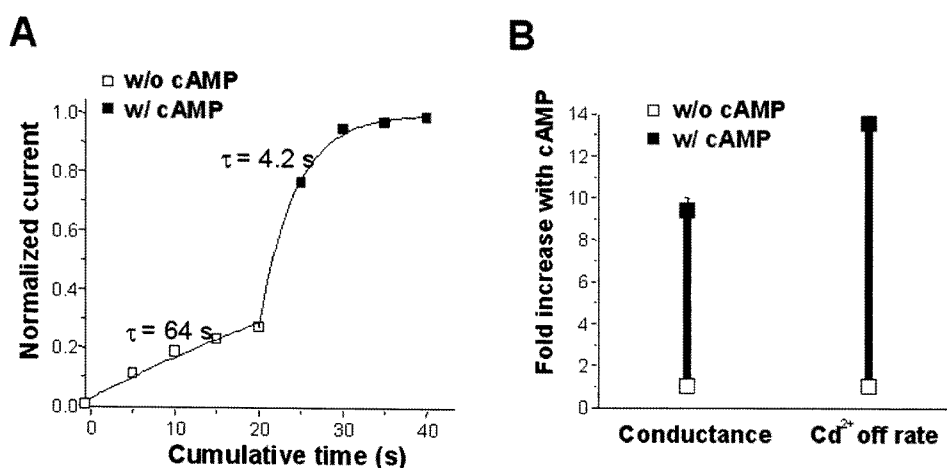 A
□ w/o cAMP
■ w/ cAMP
1.0
0.8
0.6
0.4
0.2
0.0
τ = 4.2 s
τ = 64 s
Normalized current
0 10 20 30 40
Cumulative time (s)
B
□ w/o cAMP
■ w/ cAMP
14
12
10
8
6
4
2
0
Fold increase with cAMP
Conductance
Cd²⁺ off rate